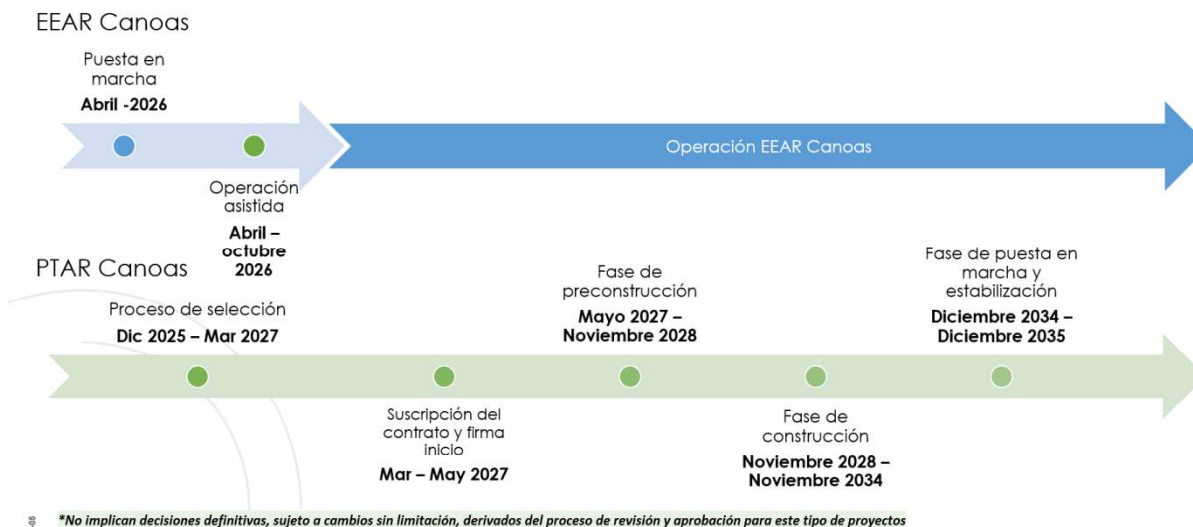 EEAR Canoas
Puesta en
marcha
Abril -2026
Operación EEAR Canoas
Operación
asistida
Abril –
octubre
2026
PTAR Canoas
Proceso de selección
Dic 2025 – Mar 2027
Suscripción del
contrato y firma
inicio
Mar – May 2027
Fase de
preconstrucción
Mayo 2027 –
Noviembre 2028
Fase de
construcción
Noviembre 2028 –
Noviembre 2034
Fase de puesta en
marcha y
estabilización
Diciembre 2034 –
Diciembre 2035
*No implican decisiones definitivas, sujeto a cambios sin limitación, derivados del proceso de revisión y aprobación para este tipo de proyectos